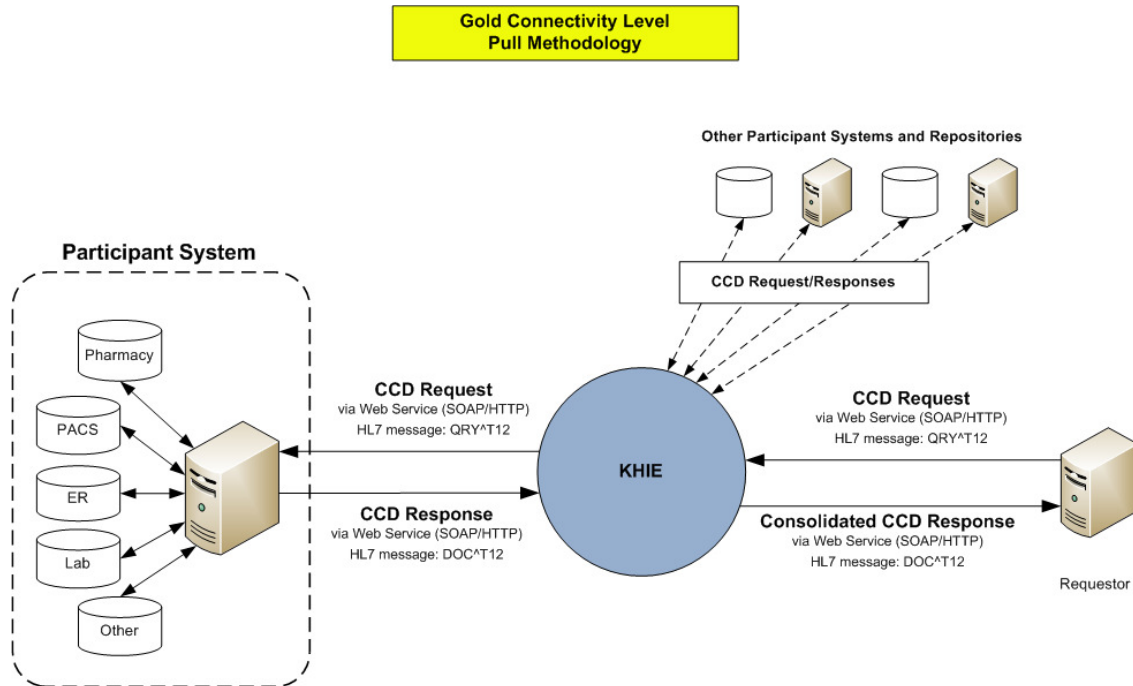 Gold Connectivity Level
Pull Methodology
Other Participant Systems and Repositories
CCD Request/Responses
Participant System
Pharmacy
PACS
ER
Lab
Other
CCD Request
via Web Service (SOAP/HTTP)
HL7 message: QRY^T12
CCD Response
via Web Service (SOAP/HTTP)
HL7 message: DOC^T12
KHIE
CCD Request
via Web Service (SOAP/HTTP)
HL7 message: QRY^T12
Consolidated CCD Response
via Web Service (SOAP/HTTP)
HL7 message: DOC^T12
Requestor